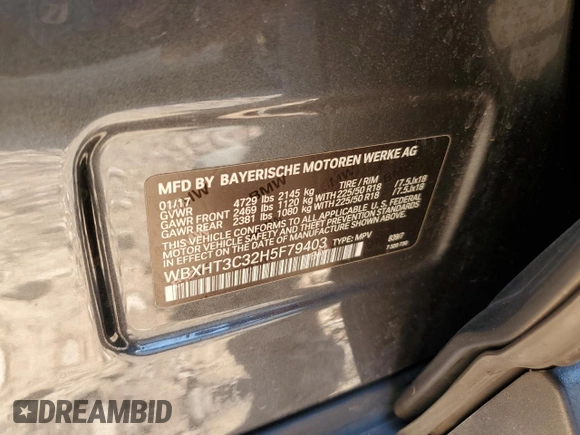 MFD BY BAYERISCHE MOTOREN WERKE AG
01/17 TIRE / RIM
GVWR 4729 lbs 2145 kg
GAWR FRONT 2469 lbs 1120 kg WITH 225/50 R18 /7.5Jx18
GAWR REAR 2381 lbs 1080 kg WITH 225/50 R18 /7.5Jx18
THIS VEHICLE CONFORMS TO ALL APPLICABLE U. S. FEDERAL
MOTOR VEHICLE SAFETY AND THEFT PREVENTION STANDARDS
IN EFFECT ON THE DATE OF MANUFACTURE SHOWN ABOVE.
WBXHT3C32H5F79403 TYPE: MPV
DREAMBID